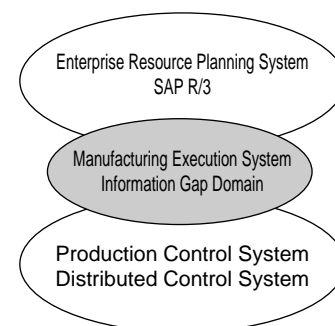 Enterprise Resource Planning System
SAP R/3
Manufacturing Execution System
Information Gap Domain
Production Control System
Distributed Control System